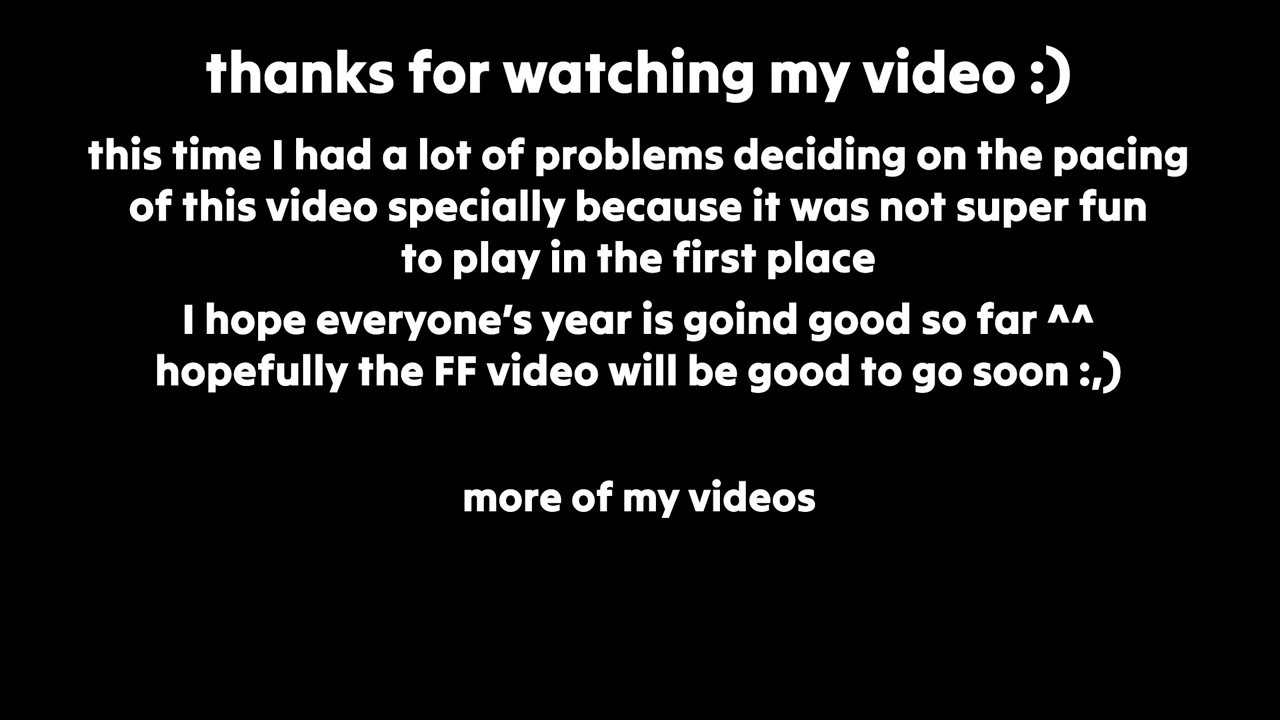 thanks for watching my video :)
this time I had a lot of problems deciding on the pacing
of this video specially because it was not super fun
to play in the first place
I hope everyone's year is goind good so far ^^
hopefully the FF video will be good to go soon :,)
more of my videos